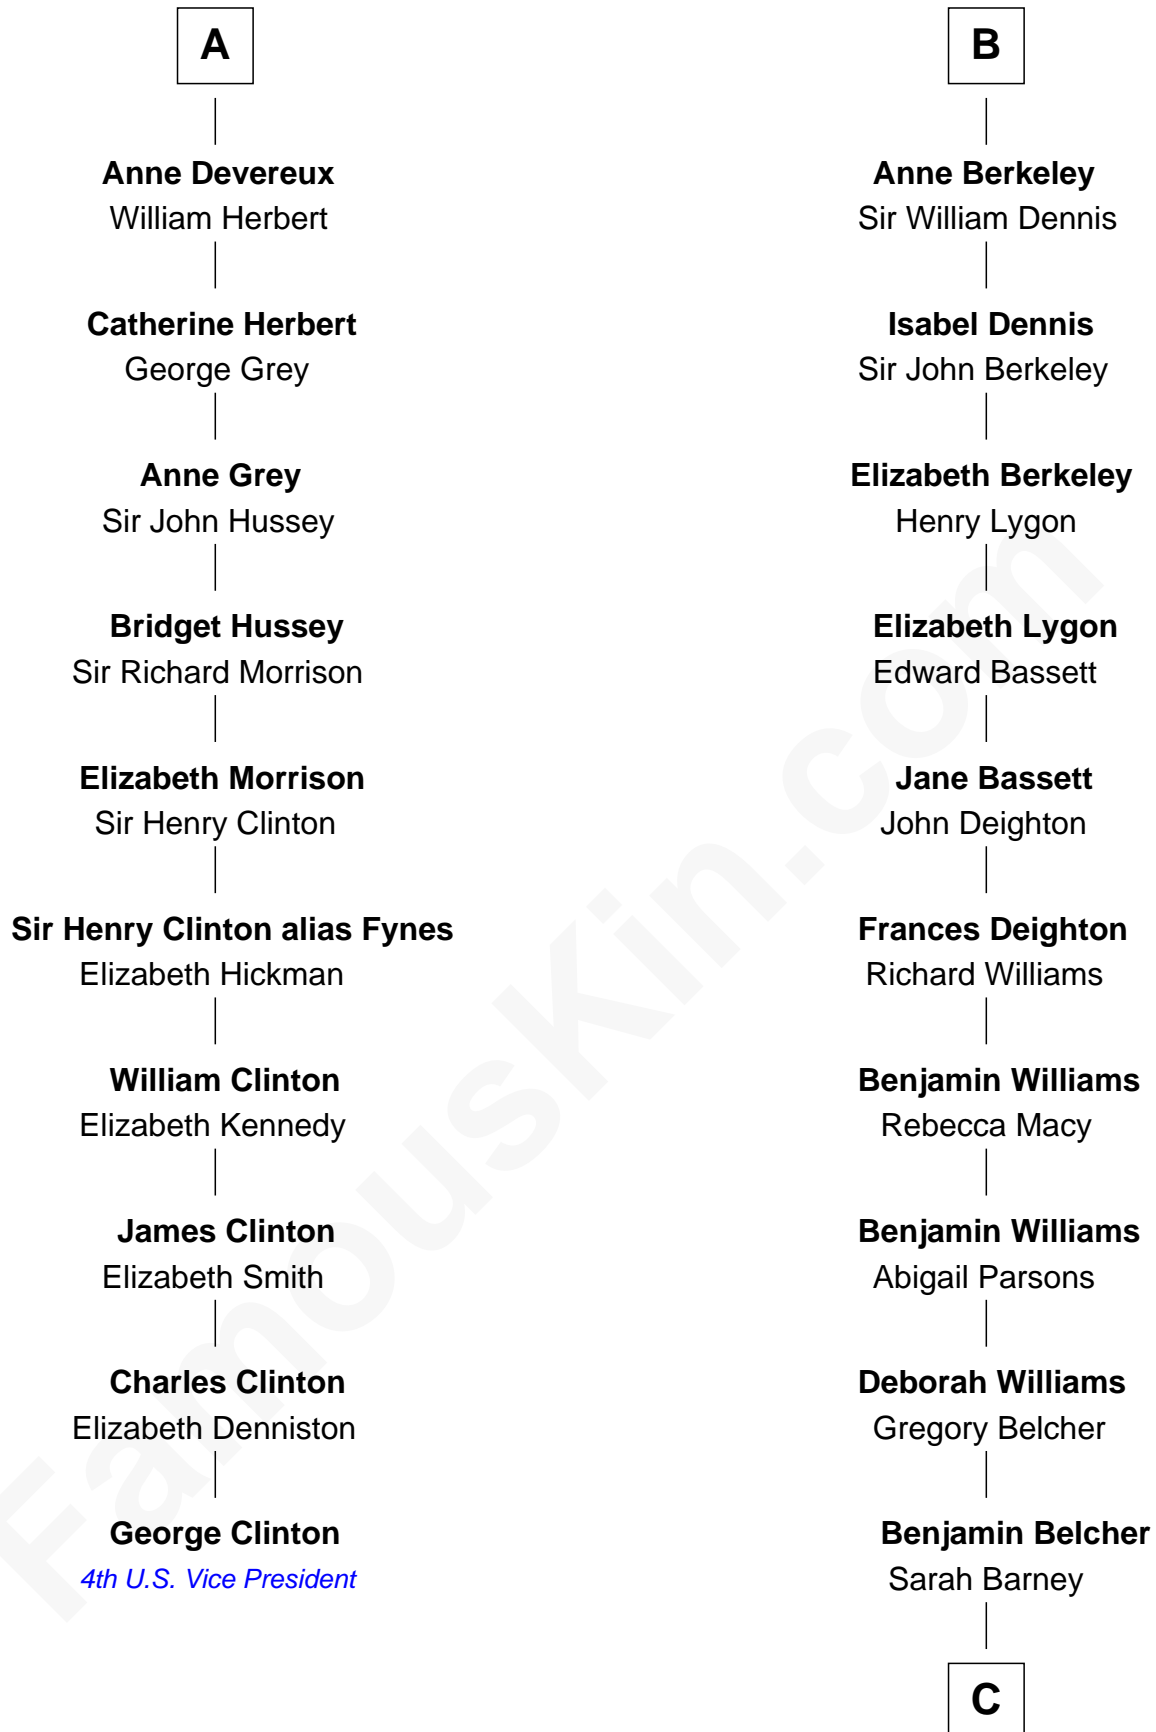 A
Anne Devereux
William Herbert
Catherine Herbert
George Grey
Anne Grey
Sir John Hussey
Bridget Hussey
Sir Richard Morrison
Elizabeth Morrison
Sir Henry Clinton
Sir Henry Clinton alias Fynes
Elizabeth Hickman
William Clinton
Elizabeth Kennedy
James Clinton
Elizabeth Smith
Charles Clinton
Elizabeth Denniston
George Clinton
4th U.S. Vice President
B
Anne Berkeley
Sir William Dennis
Isabel Dennis
Sir John Berkeley
Elizabeth Berkeley
Henry Lygon
Elizabeth Lygon
Edward Bassett
Jane Bassett
John Deighton
Frances Deighton
Richard Williams
Benjamin Williams
Rebecca Macy
Benjamin Williams
Abigail Parsons
Deborah Williams
Gregory Belcher
Benjamin Belcher
Sarah Barney
C
FamousKin.com